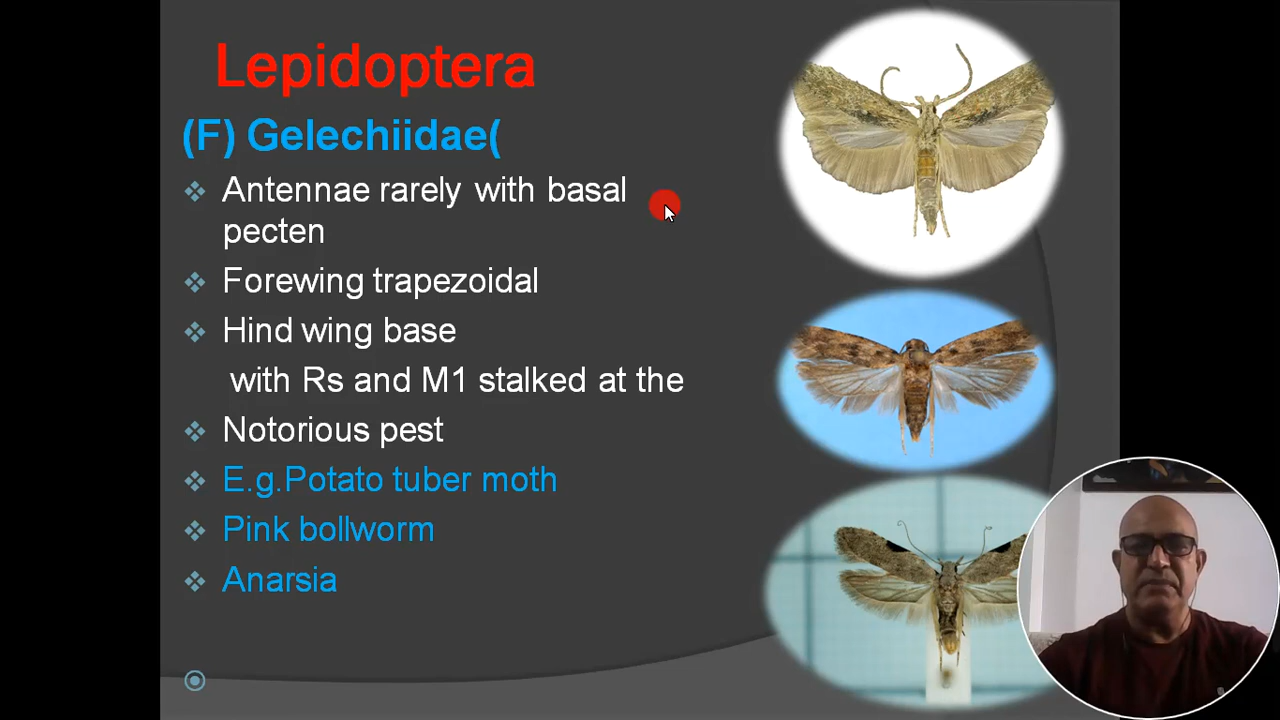 Lepidoptera
(F) Gelechiidae(
Antennae rarely with basal
pecten
Forewing trapezoidal
Hind wing base
with Rs and M1 stalked at the
Notorious pest
E.g.Potato tuber moth
Pink bollworm
Anarsia